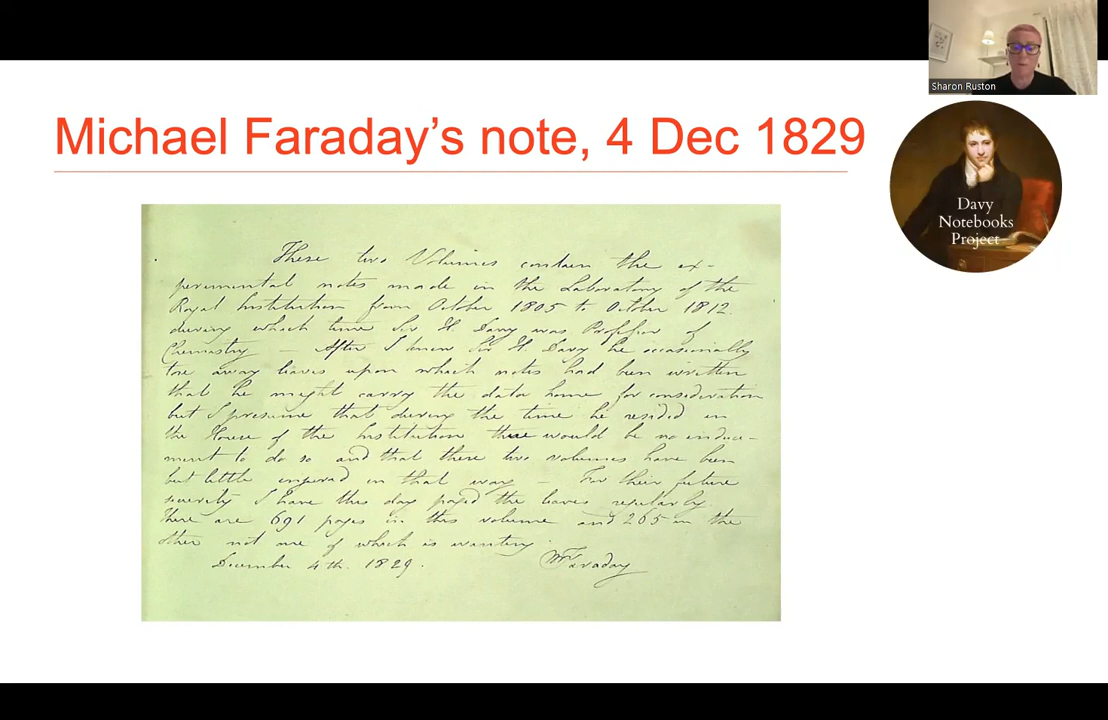 Sharon Ruston
Michael Faraday’s note, 4 Dec 1829
Davy
Notebooks
Project
These two Volumes contain the ex-
perimental notes made in the Laboratory of the
Royal Institution from October 1805 to October 1812.
during which time Sir H Davy was Professor of
Chemistry – After I knew Sir H. Davy he occasionally
tore away leaves upon which notes had been written
that he might carry the data home for consideration
but I presume that during the time he resided in
the House of the Institution there would be no induce-
ment to do so and that these two volumes have been
but little injured in that way – For their future
security I have this day paged the leaves regularly
There are 691 pages in this volume and 265 in the
other not one of which is wanting
December 4th. 1829.
MFaraday